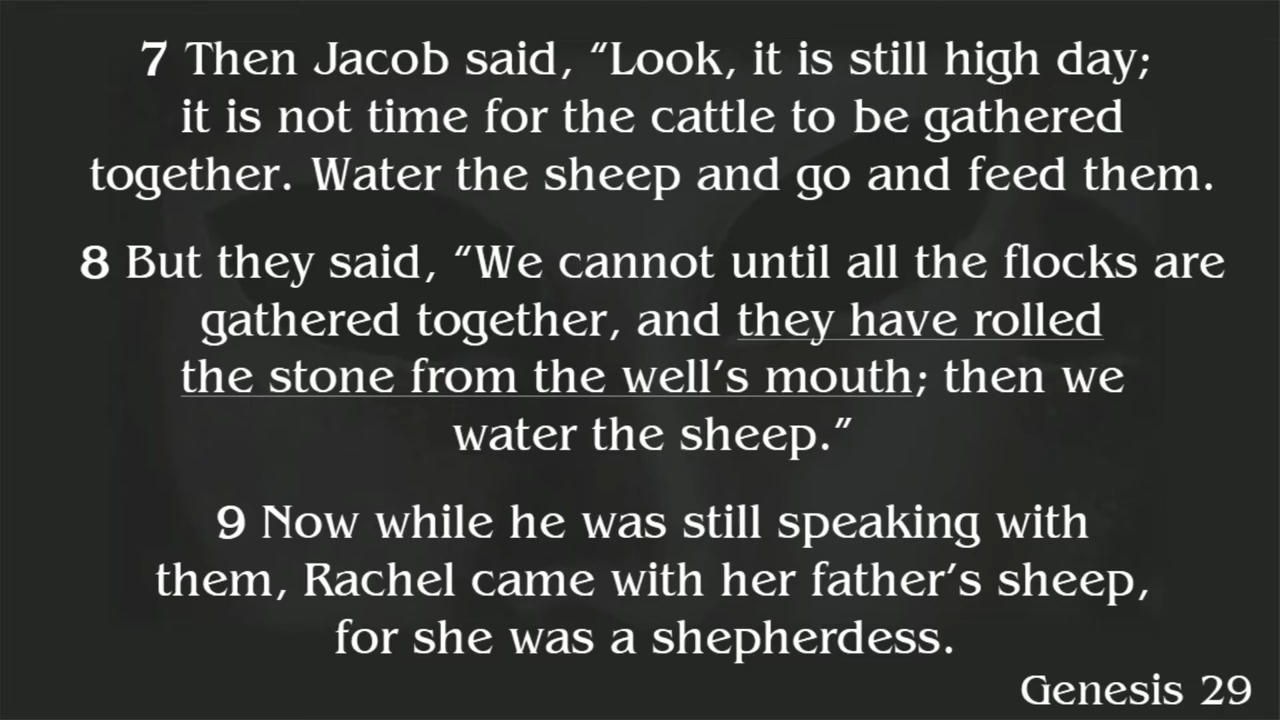 7 Then Jacob said, “Look, it is still high day;
it is not time for the cattle to be gathered
together. Water the sheep and go and feed them.
8 But they said, “We cannot until all the flocks are
gathered together, and they have rolled
the stone from the well’s mouth; then we
water the sheep.”
9 Now while he was still speaking with
them, Rachel came with her father’s sheep,
for she was a shepherdess.
Genesis 29